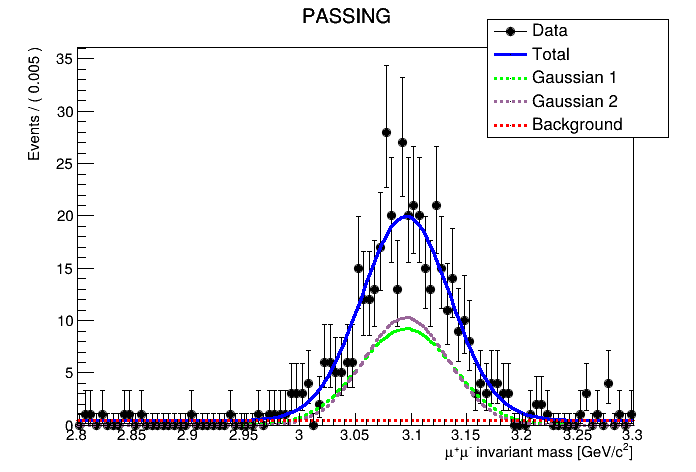 PASSING
Data
Total
Gaussian 1
Gaussian 2
Background
Events / ( 0.005 )
35
30
25
20
15
10
5
0
2.8 2.85 2.9 2.95 3 3.05 3.1 3.15 3.2 3.25 3.3
μ⁺μ⁻ invariant mass [GeV/c²]